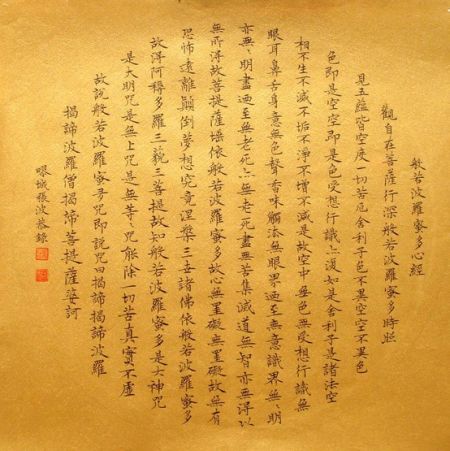 般若波羅蜜多心經
觀自在菩薩行深般若波羅蜜多時照
見五蘊皆空度一切苦厄舍利子色不異空空不異色
色即是空空即是色受想行識亦復如是舍利子是諸法空
相不生不滅不垢不淨不增不減是故空中無色無受想行識無
眼耳鼻舌身意無色聲香味觸法無眼界乃至無意識界無無明
亦無無明盡乃至無老死亦無老死盡無苦集滅道無智亦無得以
無所得故菩提薩埵依般若波羅蜜多故心無罣礙無罣礙故無有
恐怖遠離顛倒夢想究竟涅槃三世諸佛依般若波羅蜜多
故得阿耨多羅三藐三菩提故知般若波羅蜜多是大神咒
是大明咒是無上咒是無等等咒能除一切苦真實不虛
故說般若波羅蜜多咒即說咒曰揭諦揭諦波羅
揭諦波羅僧揭諦菩提薩婆訶
城張波恭錄